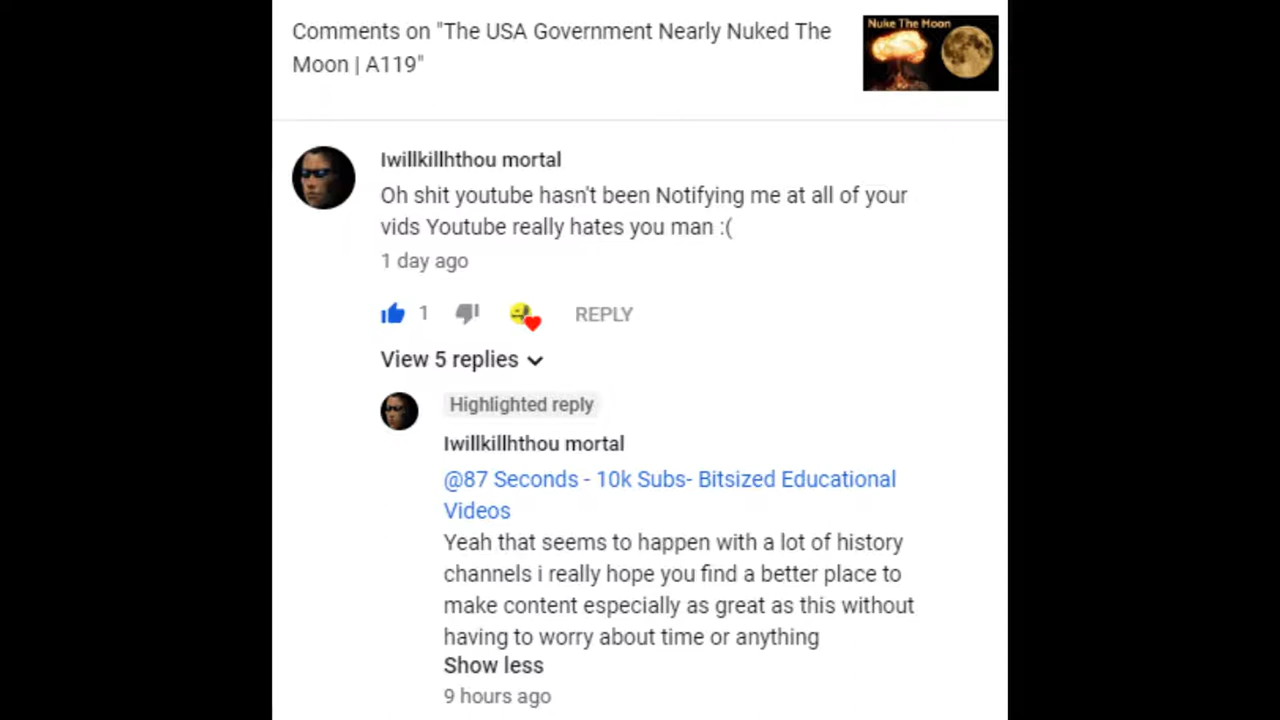 Comments on "The USA Government Nearly Nuked The
Moon | A119"
Nuke The Moon
Iwillkillhthou mortal
Oh shit youtube hasn't been Notifying me at all of your
vids Youtube really hates you man :(
1 day ago
1 REPLY
View 5 replies
Highlighted reply
Iwillkillhthou mortal
@87 Seconds - 10k Subs- Bitsized Educational
Videos
Yeah that seems to happen with a lot of history
channels i really hope you find a better place to
make content especially as great as this without
having to worry about time or anything
Show less
9 hours ago